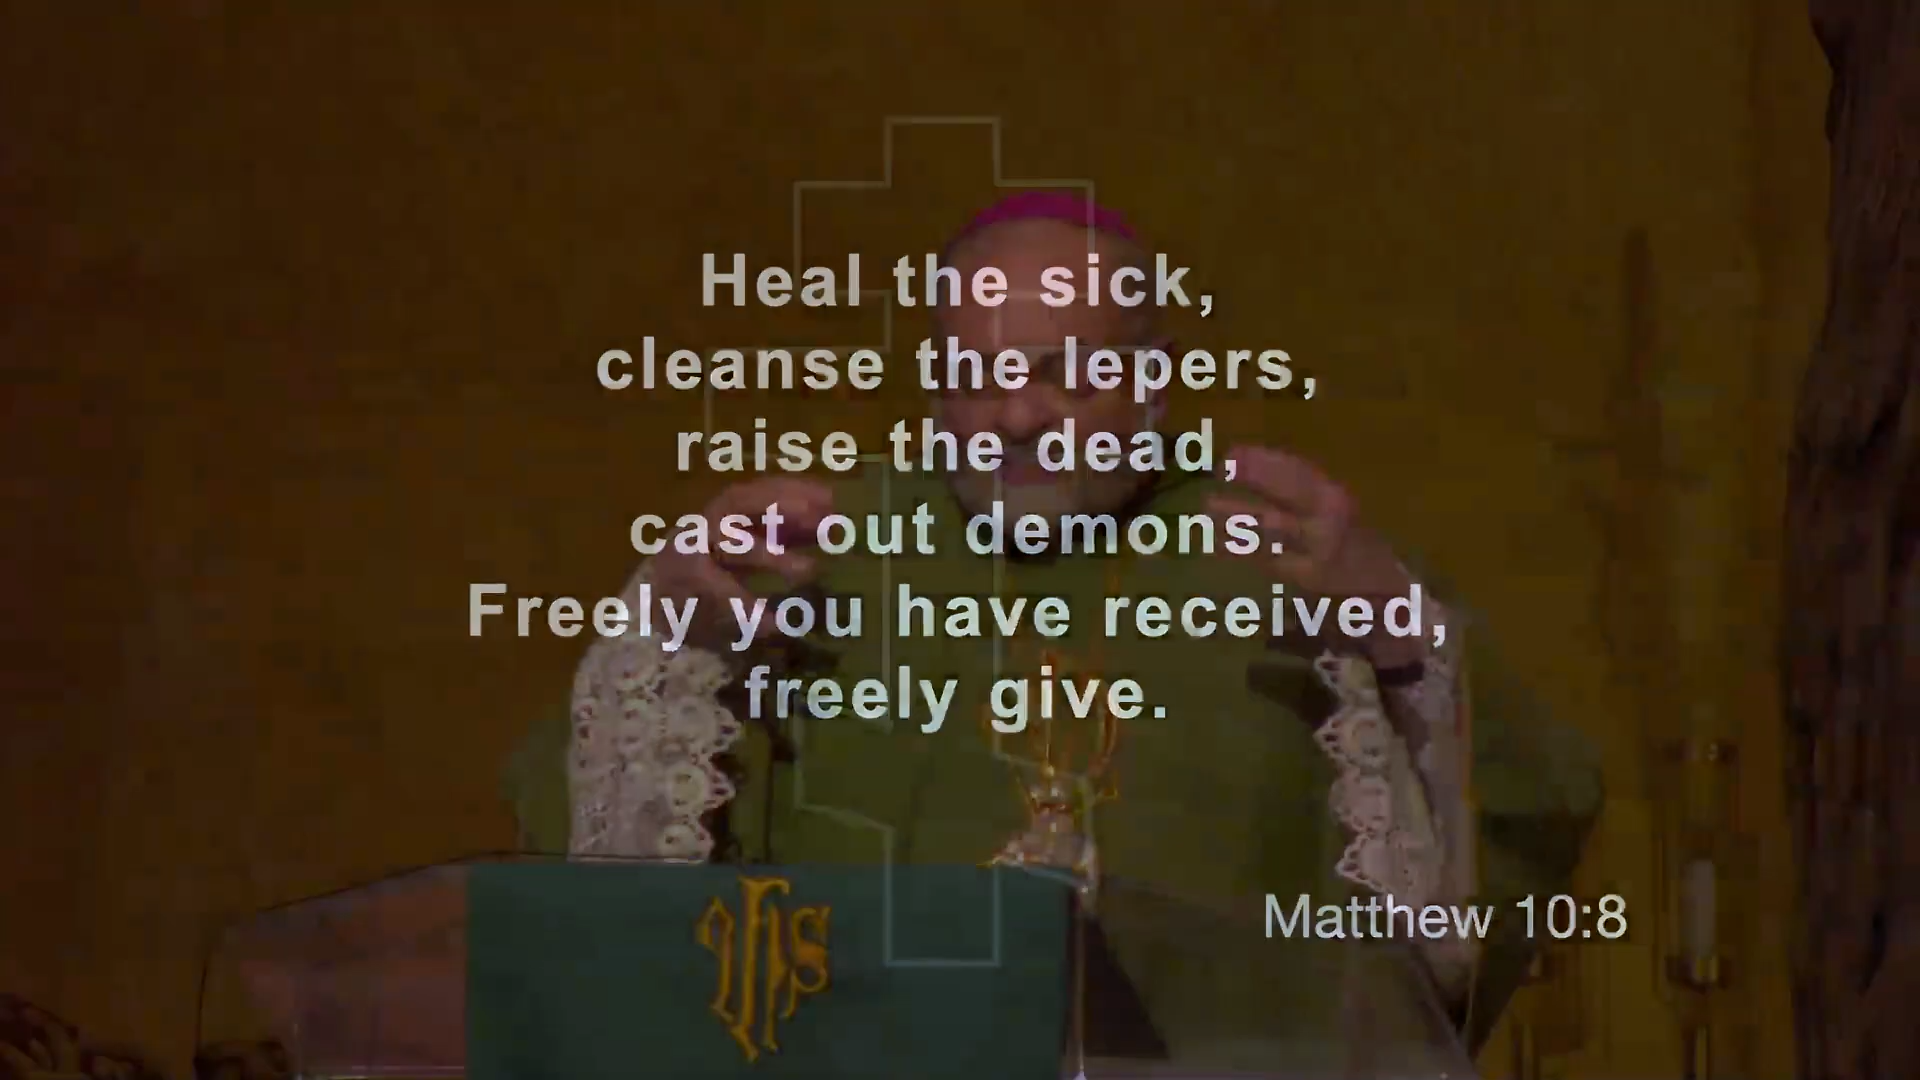 Heal the sick,
cleanse the lepers,
raise the dead,
cast out demons.
Freely you have received,
freely give.
Matthew 10:8
IHS